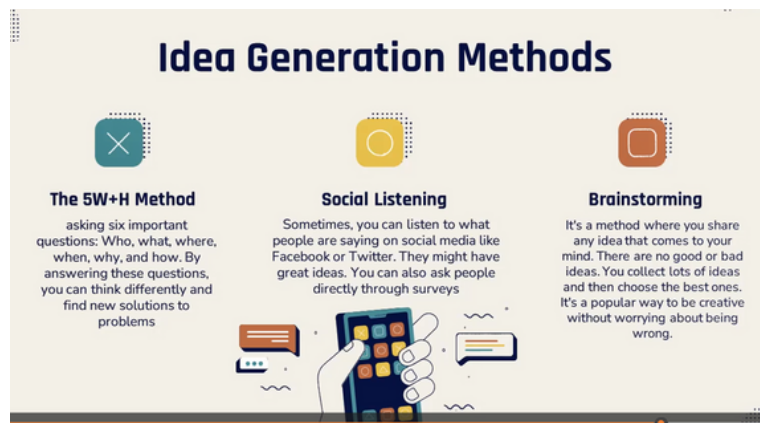 Idea Generation Methods
The 5W+H Method
asking six important
questions: Who, what, where,
when, why, and how. By
answering these questions,
you can think differently and
find new solutions to
problems
Social Listening
Sometimes, you can listen to what
people are saying on social media like
Facebook or Twitter. They might have
great ideas. You can also ask people
directly through surveys
Brainstorming
It's a method where you share
any idea that comes to your
mind. There are no good or bad
ideas. You collect lots of ideas
and then choose the best ones.
It's a popular way to be creative
without worrying about being
wrong.